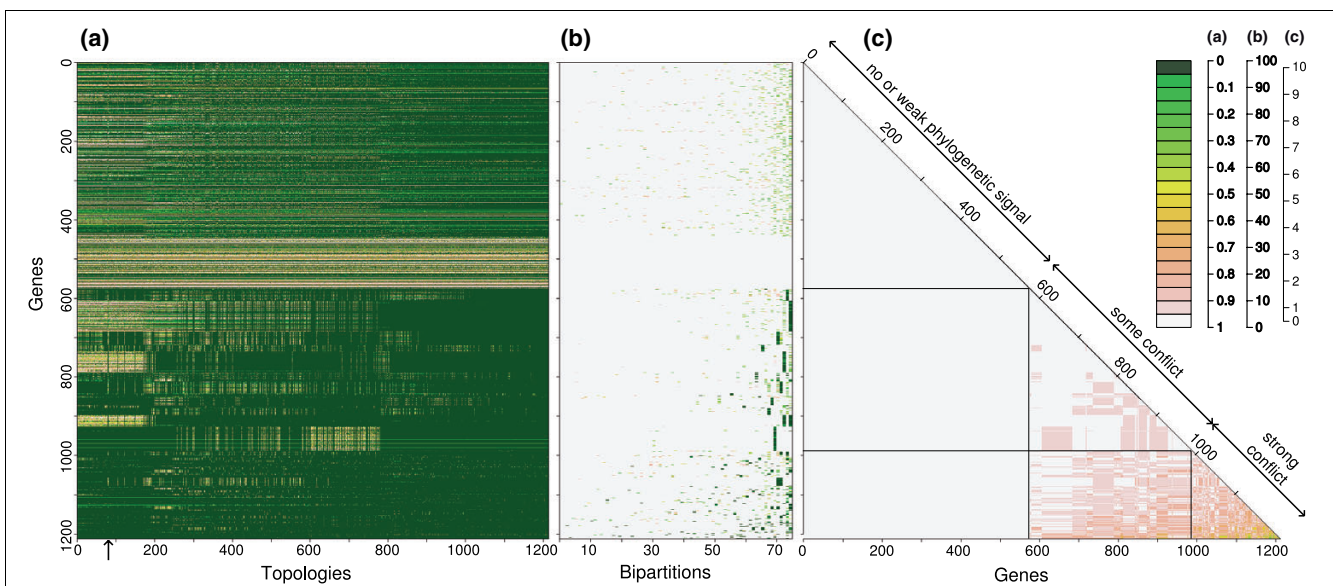 (a)
(b)
(c)
(a) (b) (c)
0 100 10
0.1 90 9
0.2 80 8
0.3 70 7
0.4 60 6
0.5 50 5
0.6 40 4
0.7 30 3
0.8 20 2
0.9 10 1
1 0 0
no or weak phylogenetic signal
some conflict
strong
conflict
0 200 400 600 800 1000
Genes
0 200 400 600 800 1000 1200
0 200 400 600 800 1000 1200
Topologies
10 30 50 70
Bipartitions
0 200 400 600 800 1000 1200
Genes